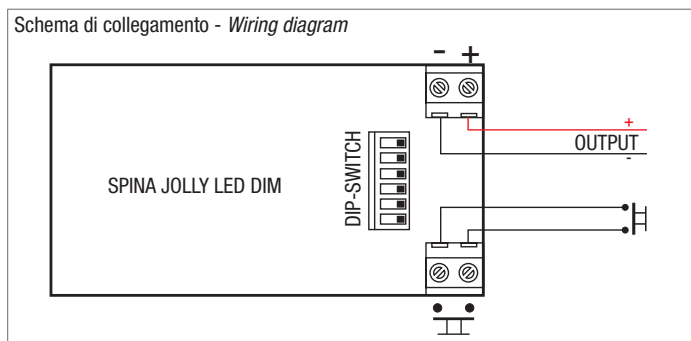 Schema di collegamento - Wiring diagram
- +
+
OUTPUT
-
DIP-SWITCH
SPINA JOLLY LED DIM